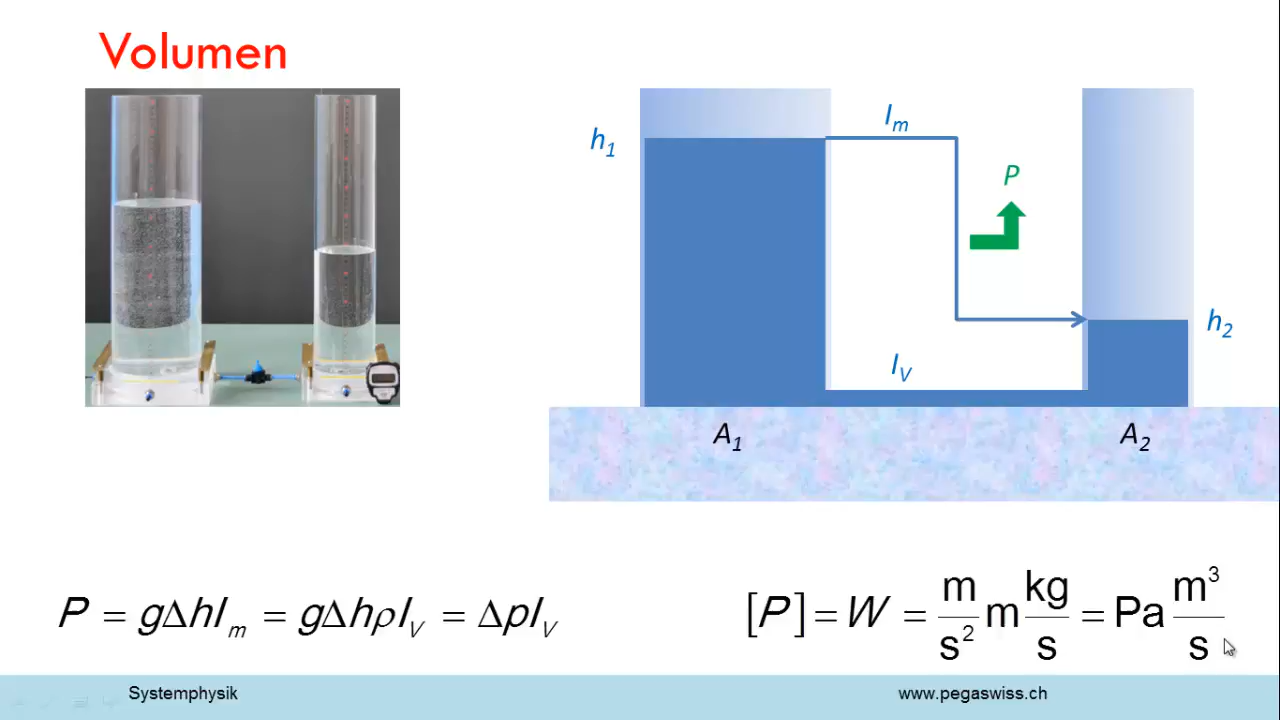 Volumen
h₁
I_m
P
h₂
I_V
A₁
A₂
P = gΔhI_m = gΔhρI_V = ΔpI_V
[P] = W = m/s² m kg/s = Pa m³/s
Systemphysik
www.pegaswiss.ch